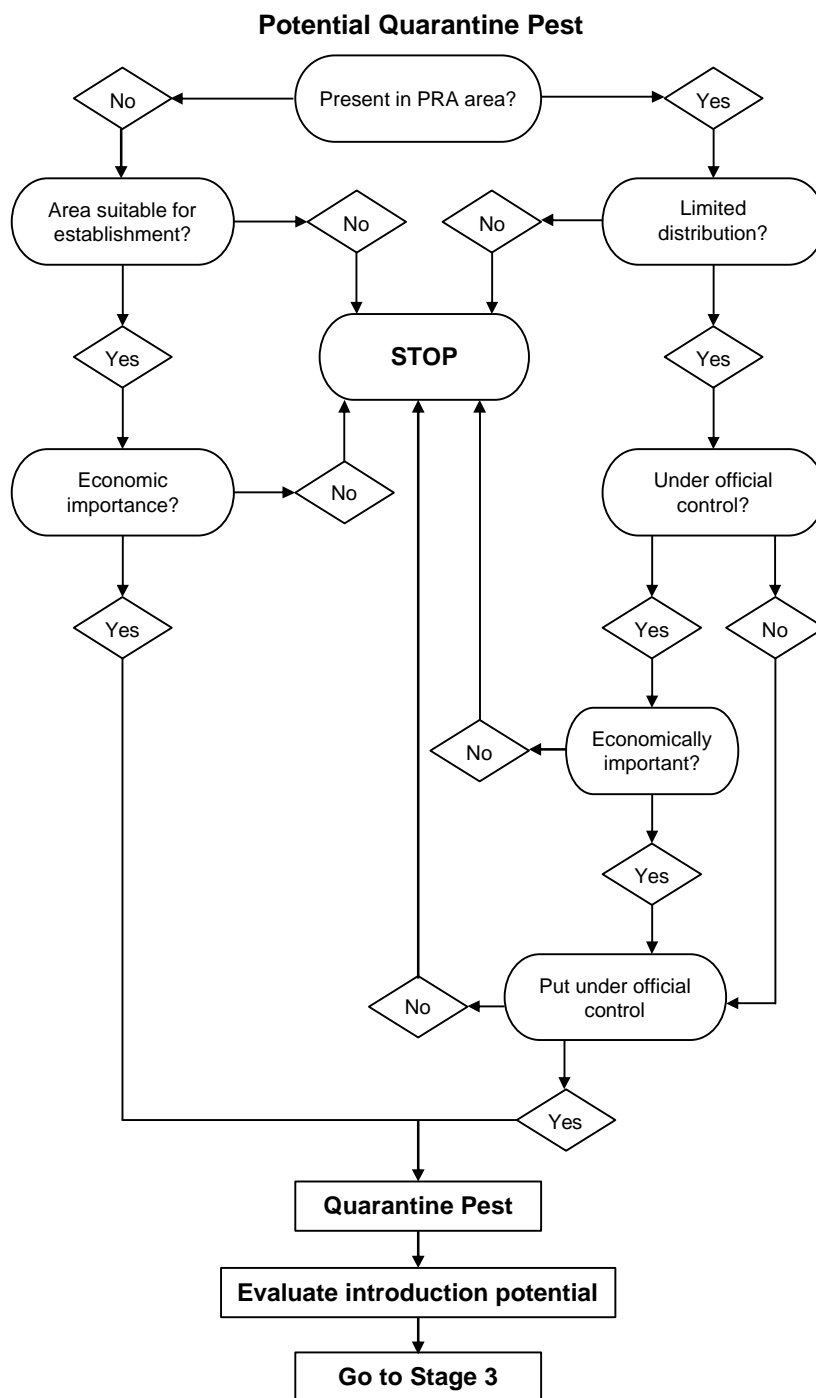 Potential Quarantine Pest
No
Present in PRA area?
Yes
Area suitable for
establishment?
No
No
Limited
distribution?
Yes
STOP
Yes
Economic
importance?
No
Under official
control?
Yes
Yes
No
No
Economically
important?
Yes
No
Put under official
control
Yes
Quarantine Pest
Evaluate introduction potential
Go to Stage 3